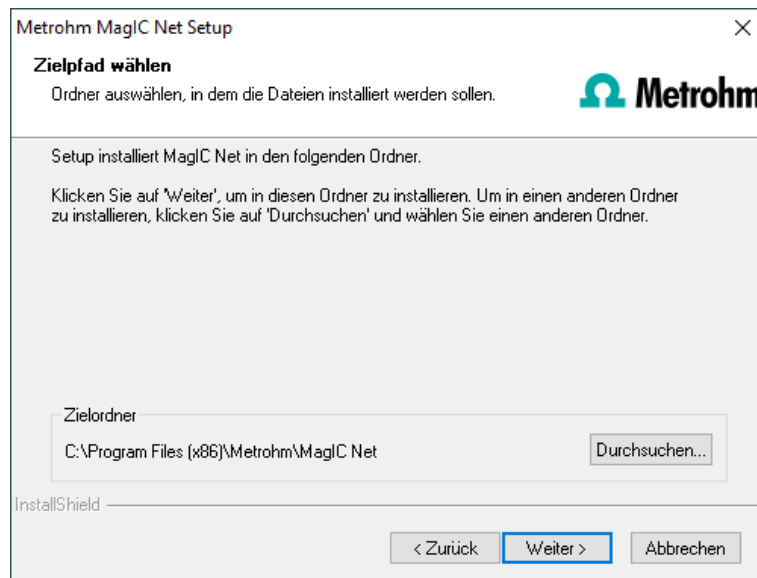 Metrohm MagIC Net Setup
Zielpfad wählen
Ordner auswählen, in dem die Dateien installiert werden sollen.
Metrohm
Setup installiert MagIC Net in den folgenden Ordner.
Klicken Sie auf 'Weiter', um in diesen Ordner zu installieren. Um in einen anderen Ordner
zu installieren, klicken Sie auf 'Durchsuchen' und wählen Sie einen anderen Ordner.
Zielordner
C:\Program Files (x86)\Metrohm\MagIC Net
Durchsuchen...
InstallShield
< Zurück
Weiter >
Abbrechen